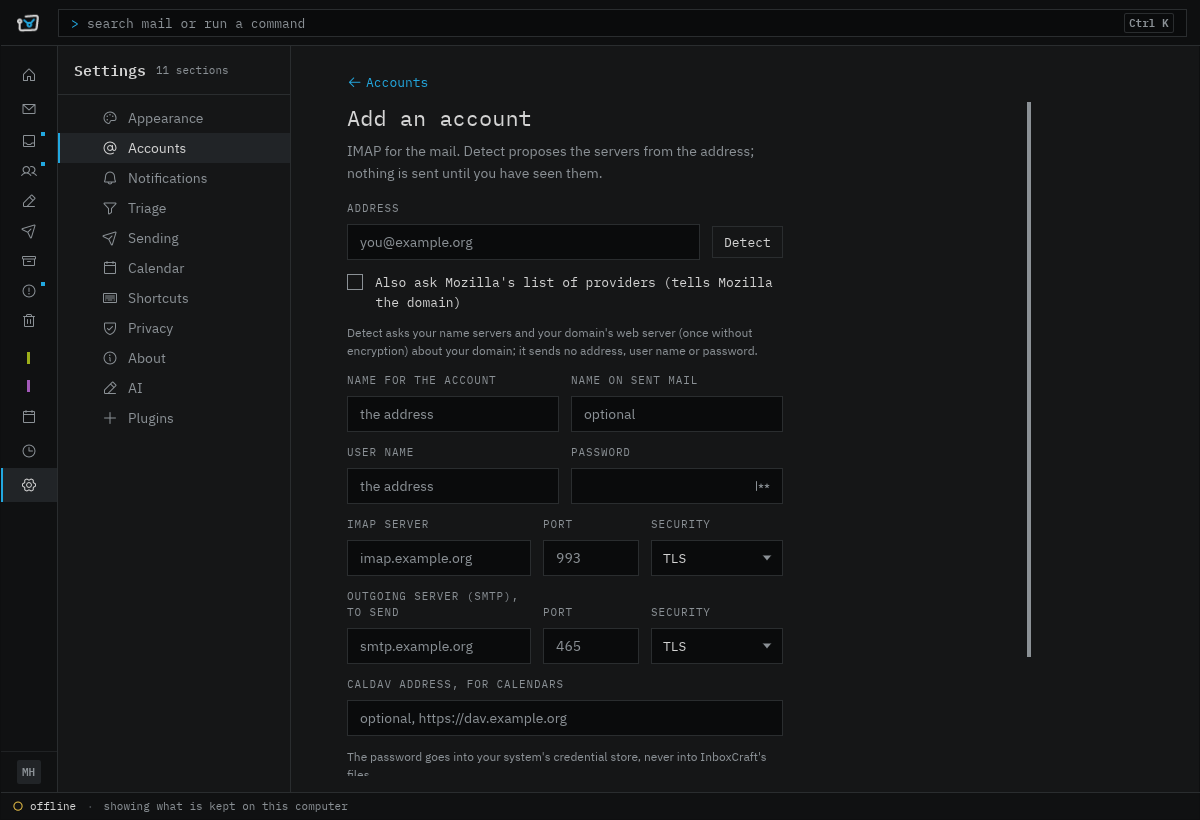 > search mail or run a command
Ctrl K
Settings 11 sections
Appearance
Accounts
Notifications
Triage
Sending
Calendar
Shortcuts
Privacy
About
AI
Plugins
← Accounts
Add an account
IMAP for the mail. Detect proposes the servers from the address;
nothing is sent until you have seen them.
ADDRESS
you@example.org
Detect
Also ask Mozilla's list of providers (tells Mozilla
the domain)
Detect asks your name servers and your domain's web server (once without
encryption) about your domain; it sends no address, user name or password.
NAME FOR THE ACCOUNT
NAME ON SENT MAIL
the address
optional
USER NAME
PASSWORD
the address
IMAP SERVER
PORT
SECURITY
imap.example.org
993
TLS
OUTGOING SERVER (SMTP),
TO SEND
PORT
SECURITY
smtp.example.org
465
TLS
CALDAV ADDRESS, FOR CALENDARS
optional, https://dav.example.org
The password goes into your system's credential store, never into InboxCraft's
files
MH
offline · showing what is kept on this computer